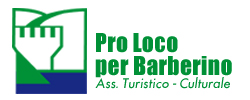 Pro Loco
per Barberino
Ass. Turistico - Culturale